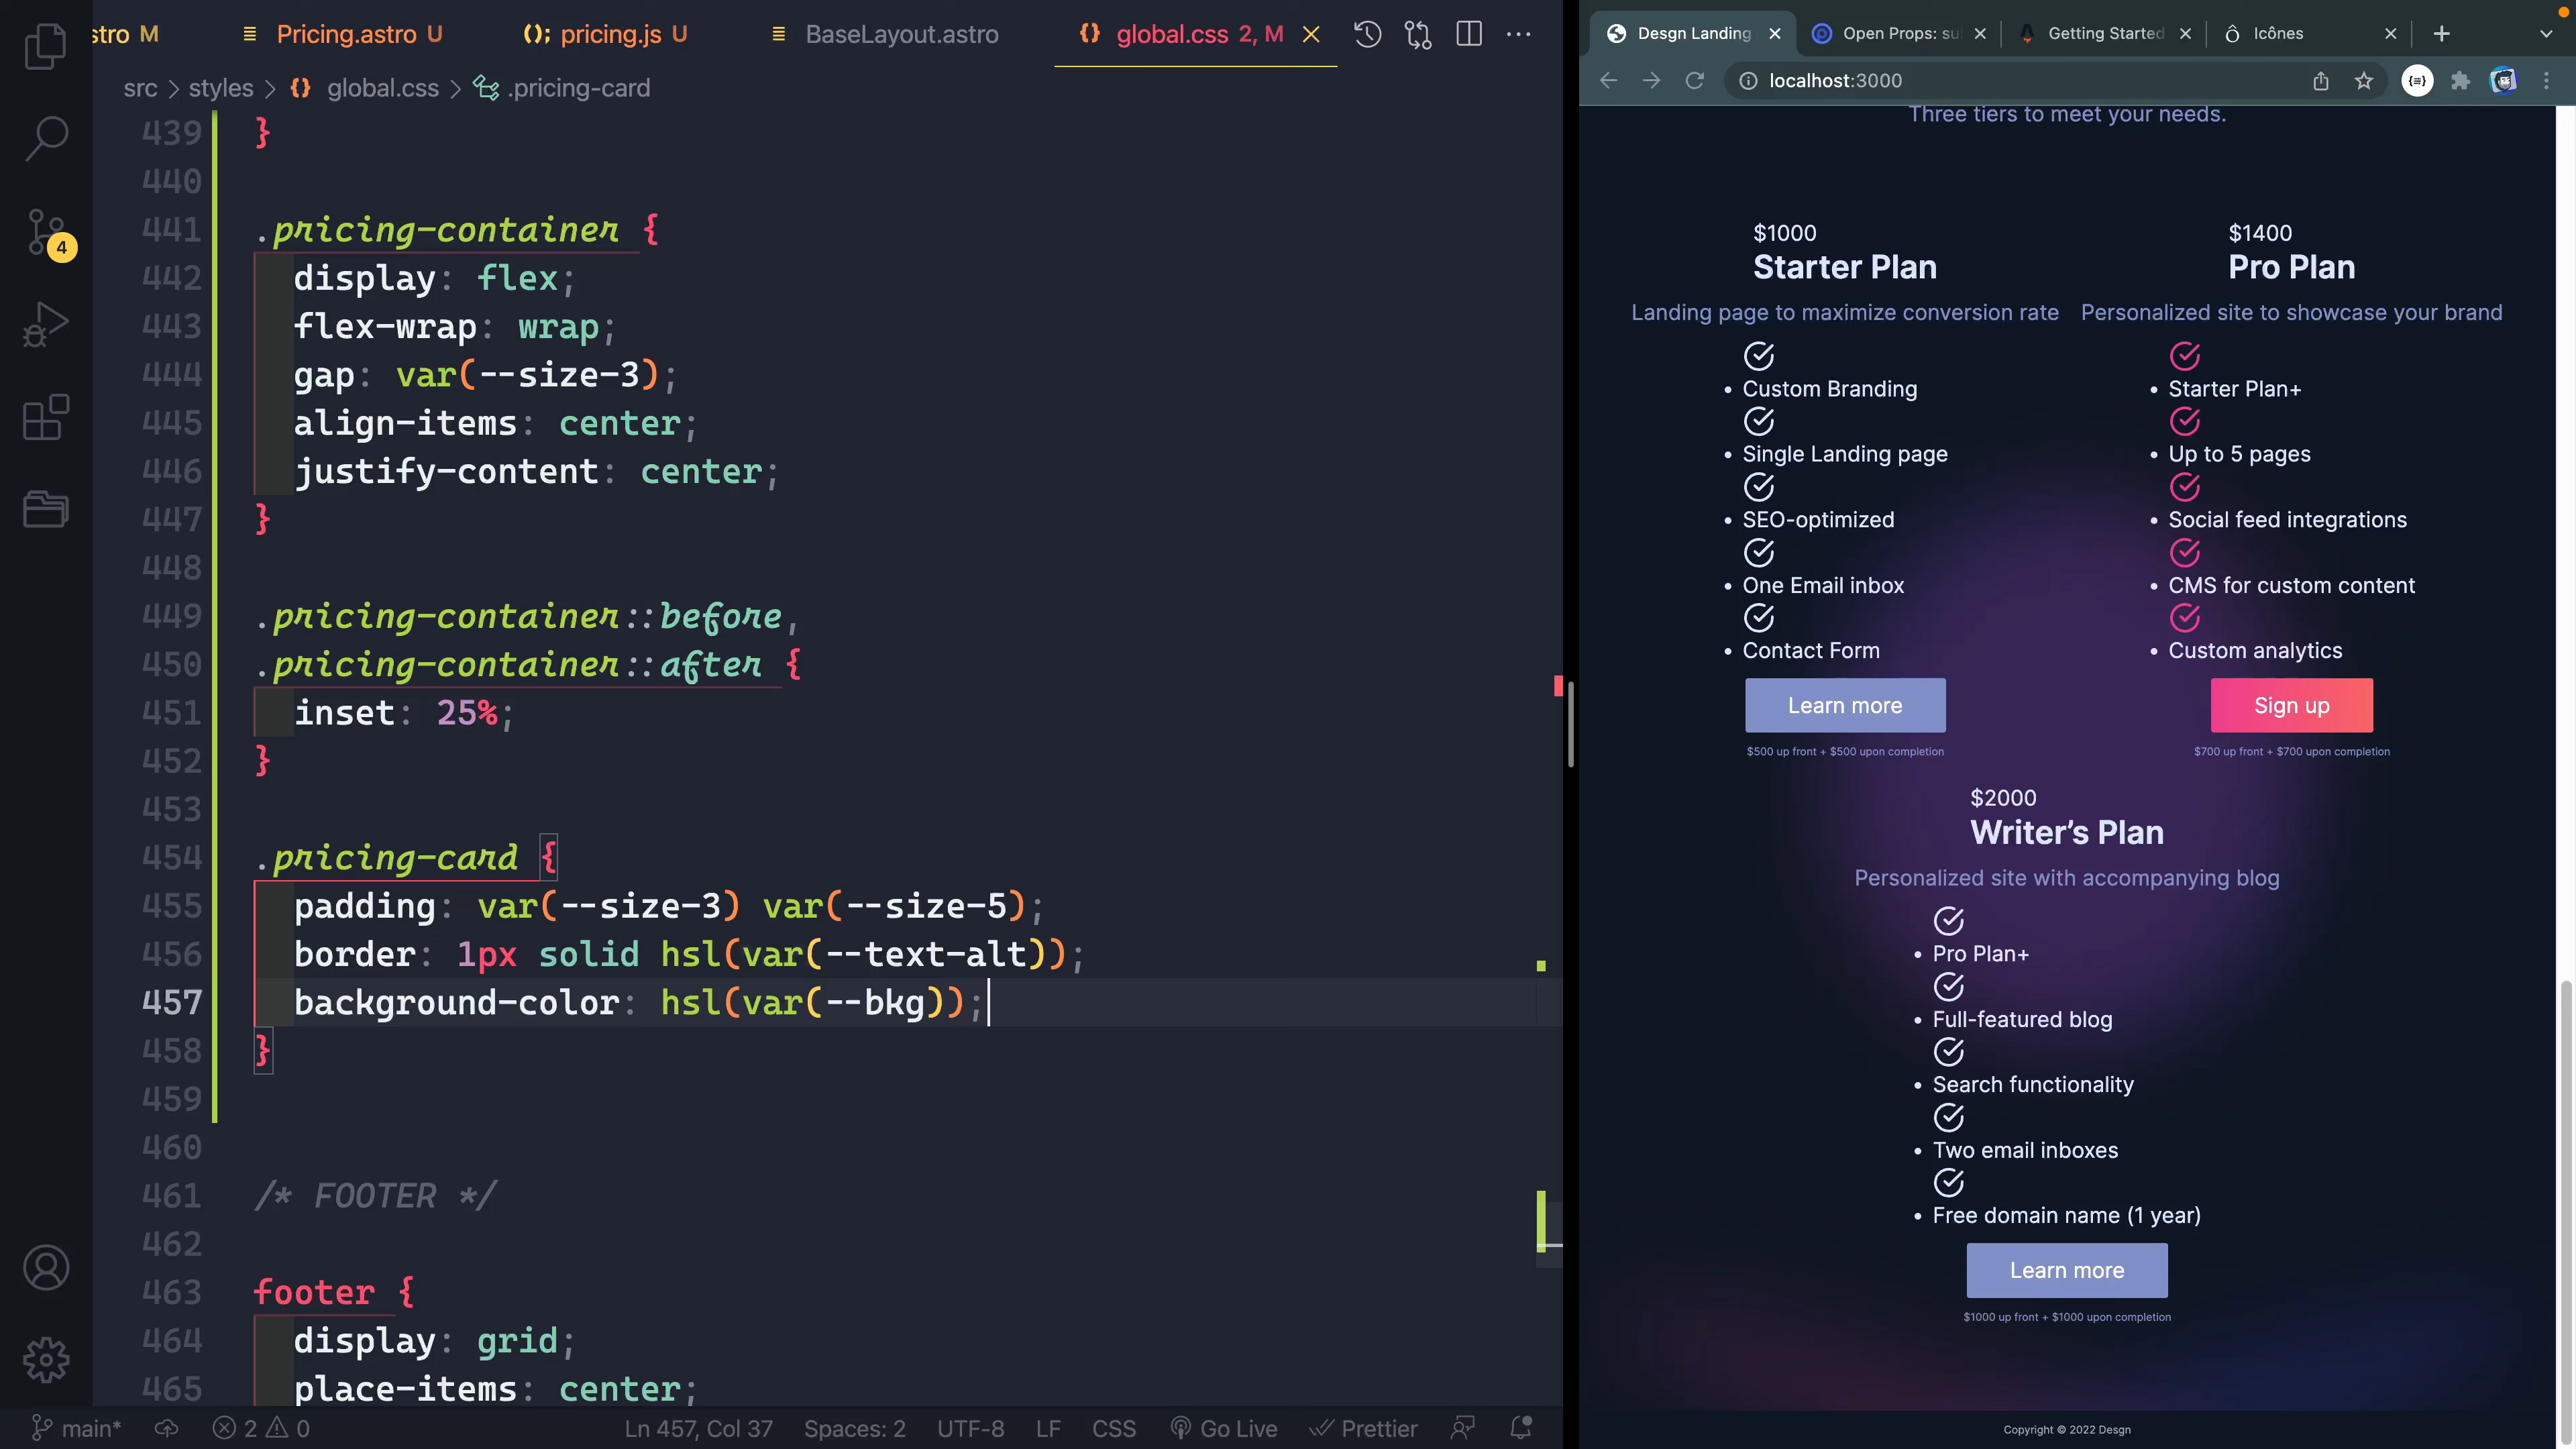 stro M
Pricing.astro U
pricing.js U
BaseLayout.astro
global.css 2, M
src > styles > {} global.css > .pricing-card
439 }
440
441 .pricing-container {
442 display: flex;
443 flex-wrap: wrap;
444 gap: var(--size-3);
445 align-items: center;
446 justify-content: center;
447 }
448
449 .pricing-container::before,
450 .pricing-container::after {
451 inset: 25%;
452 }
453
454 .pricing-card {
455 padding: var(--size-3) var(--size-5);
456 border: 1px solid hsl(var(--text-alt));
457 background-color: hsl(var(--bkg));
458 }
459
460
461 /* FOOTER */
462
463 footer {
464 display: grid;
465 place-items: center;
4
main* 2 0 Ln 457, Col 37 Spaces: 2 UTF-8 LF CSS Go Live Prettier
Desgn Landing
Open Props: su
Getting Started
Icônes
localhost:3000
Three tiers to meet your needs.
$1000
Starter Plan
Landing page to maximize conversion rate
• Custom Branding
• Single Landing page
• SEO-optimized
• One Email inbox
• Contact Form
Learn more
$500 up front + $500 upon completion
$1400
Pro Plan
Personalized site to showcase your brand
• Starter Plan+
• Up to 5 pages
• Social feed integrations
• CMS for custom content
• Custom analytics
Sign up
$700 up front + $700 upon completion
$2000
Writer’s Plan
Personalized site with accompanying blog
• Pro Plan+
• Full-featured blog
• Search functionality
• Two email inboxes
• Free domain name (1 year)
Learn more
$1000 up front + $1000 upon completion
Copyright © 2022 Desgn